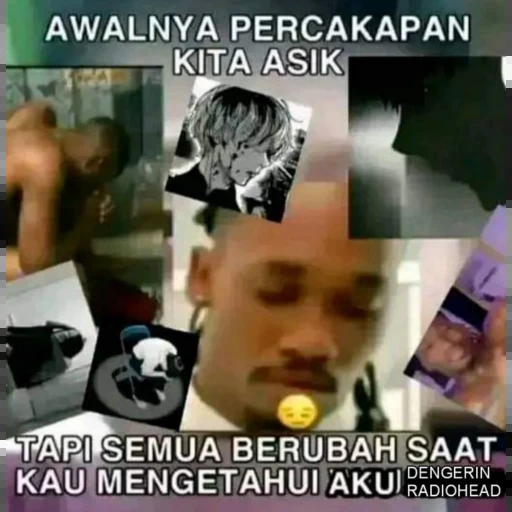 AWALNYA PERCAKAPAN
KITA ASIK
TAPI SEMUA BERUBAH SAAT
KAU MENGETAHUI AKU DENGERIN
RADIOHEAD